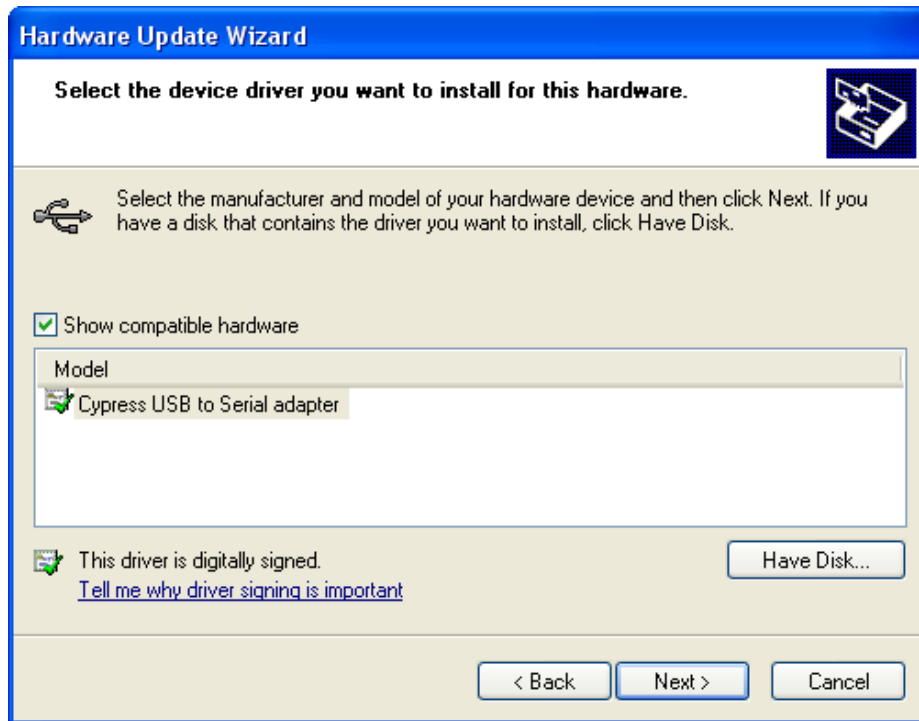 Hardware Update Wizard
Select the device driver you want to install for this hardware.
Select the manufacturer and model of your hardware device and then click Next. If you
have a disk that contains the driver you want to install, click Have Disk.
Show compatible hardware
Model
Cypress USB to Serial adapter
This driver is digitally signed.
Have Disk...
Tell me why driver signing is important
< Back
Next >
Cancel